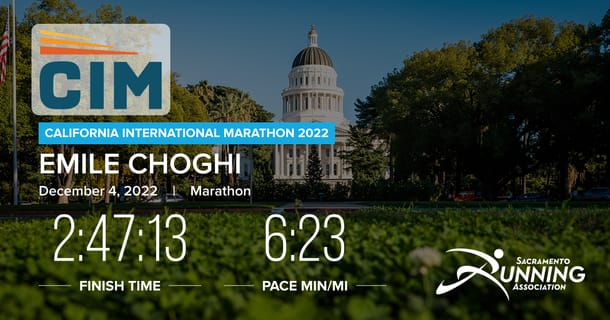 CIM
CALIFORNIA INTERNATIONAL MARATHON 2022
EMILE CHOGHI
December 4, 2022 | Marathon
2:47:13
FINISH TIME
6:23
PACE MIN/MI
SACRAMENTO
RUNNING
ASSOCIATION